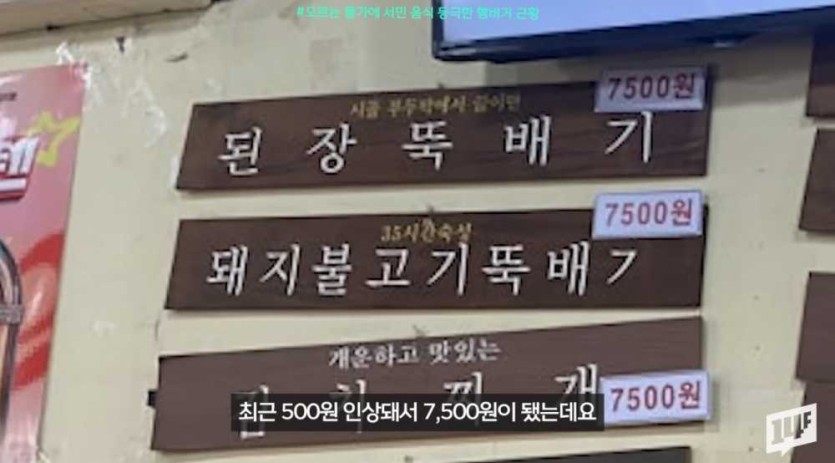 #오르는 물가에 서민 음식 등극한 햄버거 근황
7500원
시골 부뚜막에서 끓이던
된장뚝배기
7500원
35시간숙성
돼지불고기뚝배기
개운하고 맛있는
7500원
최근 500원 인상돼서 7,500원이 됐는데요
14F